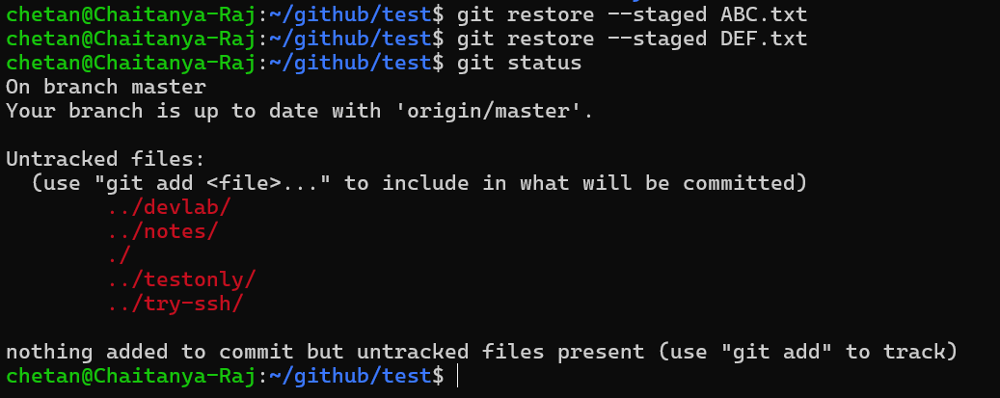 chetan@Chaitanya-Raj:~/github/test$ git restore --staged ABC.txt
chetan@Chaitanya-Raj:~/github/test$ git restore --staged DEF.txt
chetan@Chaitanya-Raj:~/github/test$ git status
On branch master
Your branch is up to date with 'origin/master'.

Untracked files:
  (use "git add <file>..." to include in what will be committed)
        ../devlab/
        ../notes/
        ./
        ../testonly/
        ../try-ssh/

nothing added to commit but untracked files present (use "git add" to track)
chetan@Chaitanya-Raj:~/github/test$